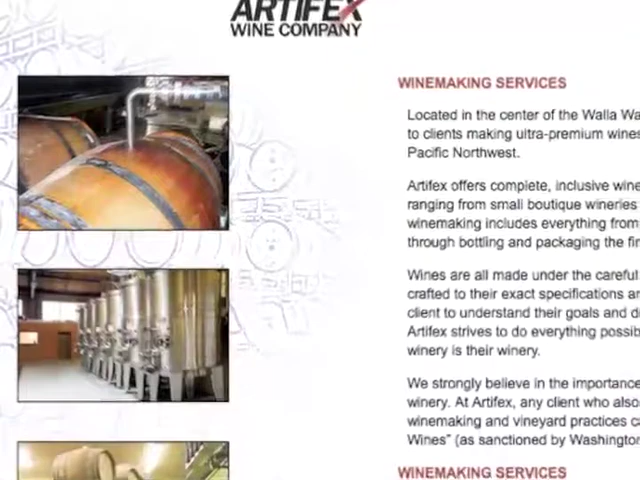 ARTIFEX
WINE COMPANY
WINEMAKING SERVICES
Located in the center of the Walla Wa
to clients making ultra-premium wines
Pacific Northwest.
Artifex offers complete, inclusive wine
ranging from small boutique wineries
winemaking includes everything from
through bottling and packaging the fi
Wines are all made under the careful
crafted to their exact specifications a
client to understand their goals and d
Artifex strives to do everything possib
winery is their winery.
We strongly believe in the importance
winery. At Artifex, any client who also
winemaking and vineyard practices c
Wines" (as sanctioned by Washington
WINEMAKING SERVICES